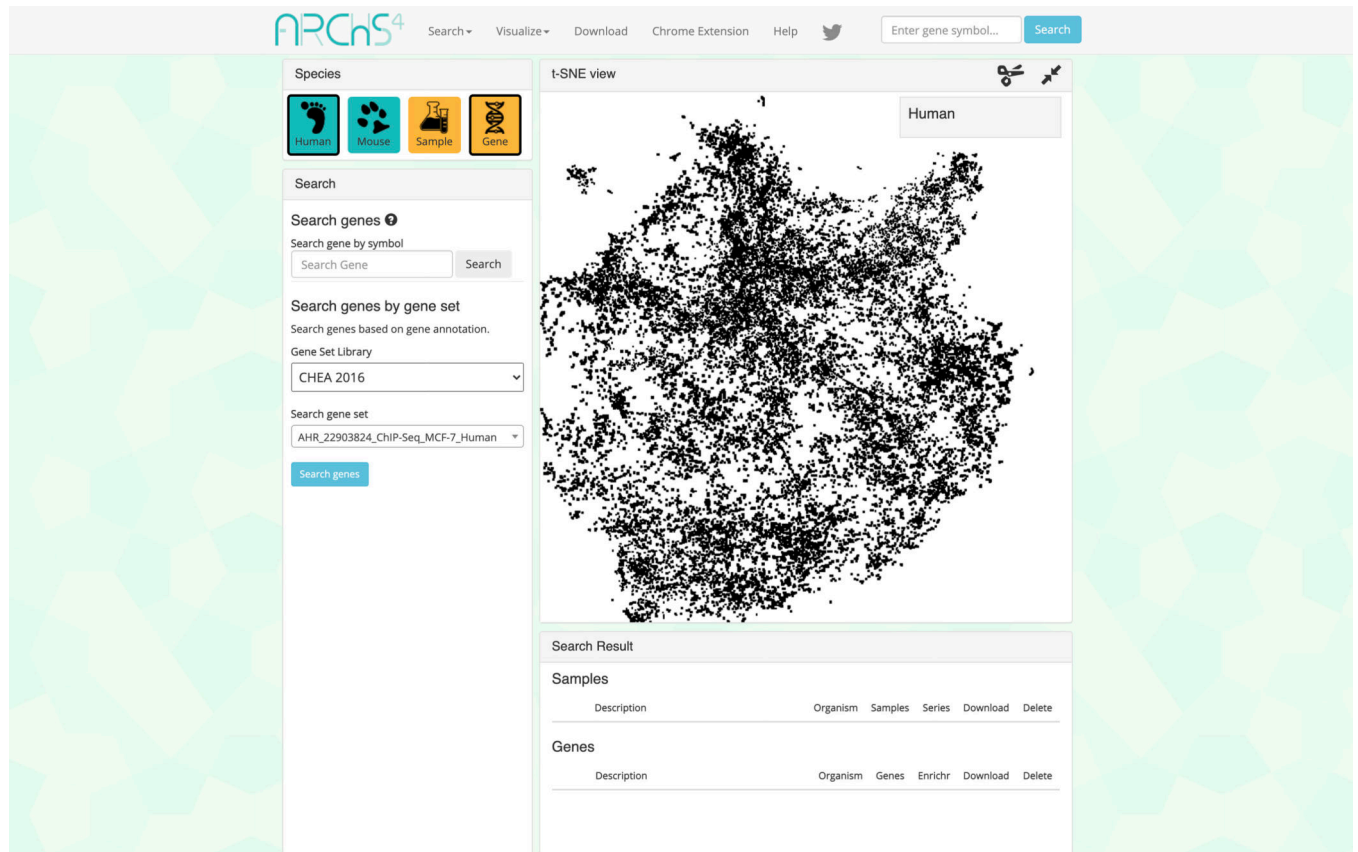 ARCHS4
Search Visualize Download Chrome Extension Help Enter gene symbol... Search
Species
Human Mouse Sample Gene
Search
Search genes
Search gene by symbol
Search Gene Search
Search genes by gene set
Search genes based on gene annotation.
Gene Set Library
CHEA 2016
Search gene set
AHR_22903824_ChIP-Seq_MCF-7_Human
Search genes
t-SNE view
Human
Search Result
Samples
Description Organism Samples Series Download Delete
Genes
Description Organism Genes Enrichr Download Delete